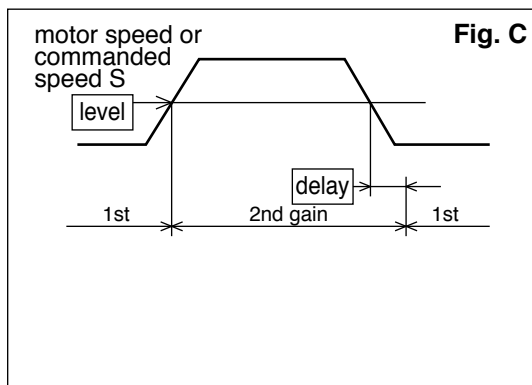 motor speed or
commanded
speed S
Fig. C
level
delay
1st
2nd gain
1st